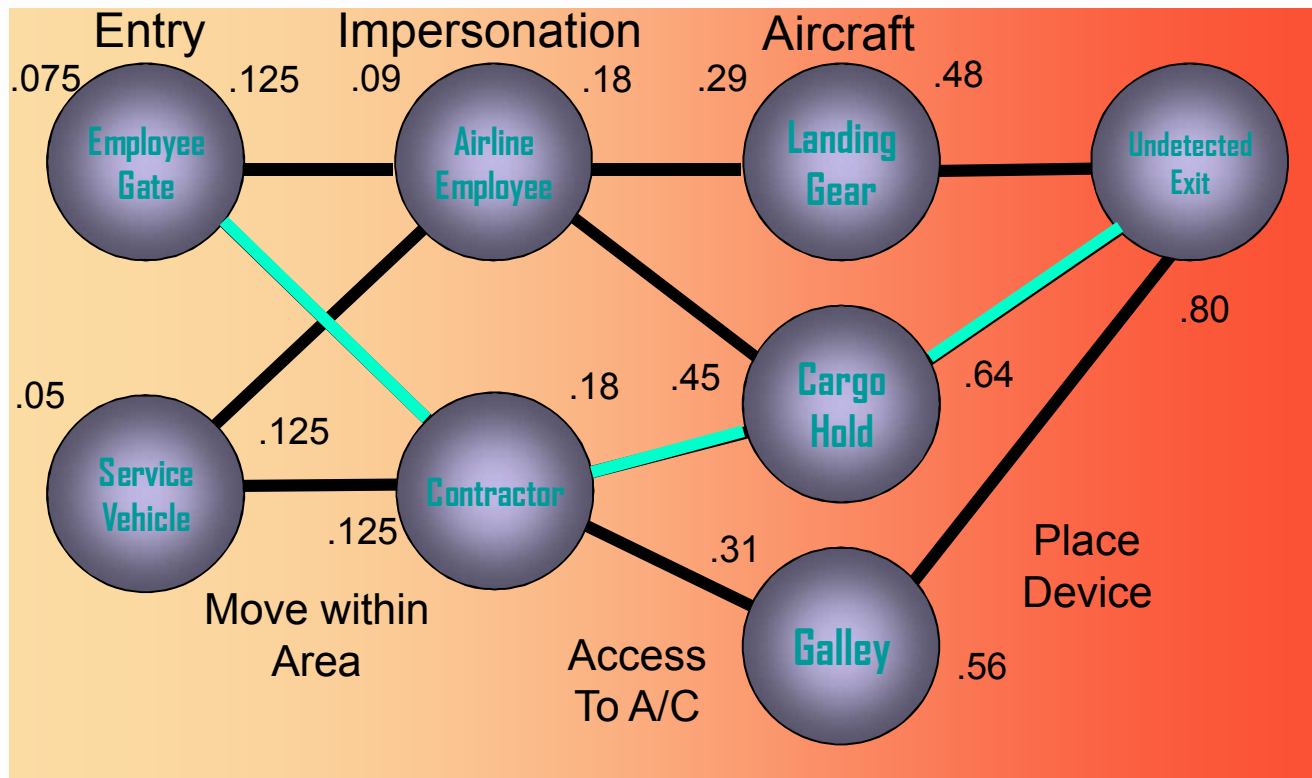 Entry
Impersonation
Aircraft
.075
.125
.09
.18
.29
.48
Employee
Gate
Airline
Employee
Landing
Gear
Undetected
Exit
.80
.05
.125
.18
.45
.64
Cargo
Hold
Service
Vehicle
Contractor
.125
.31
Place
Device
Move within
Area
Access
To A/C
Galley
.56